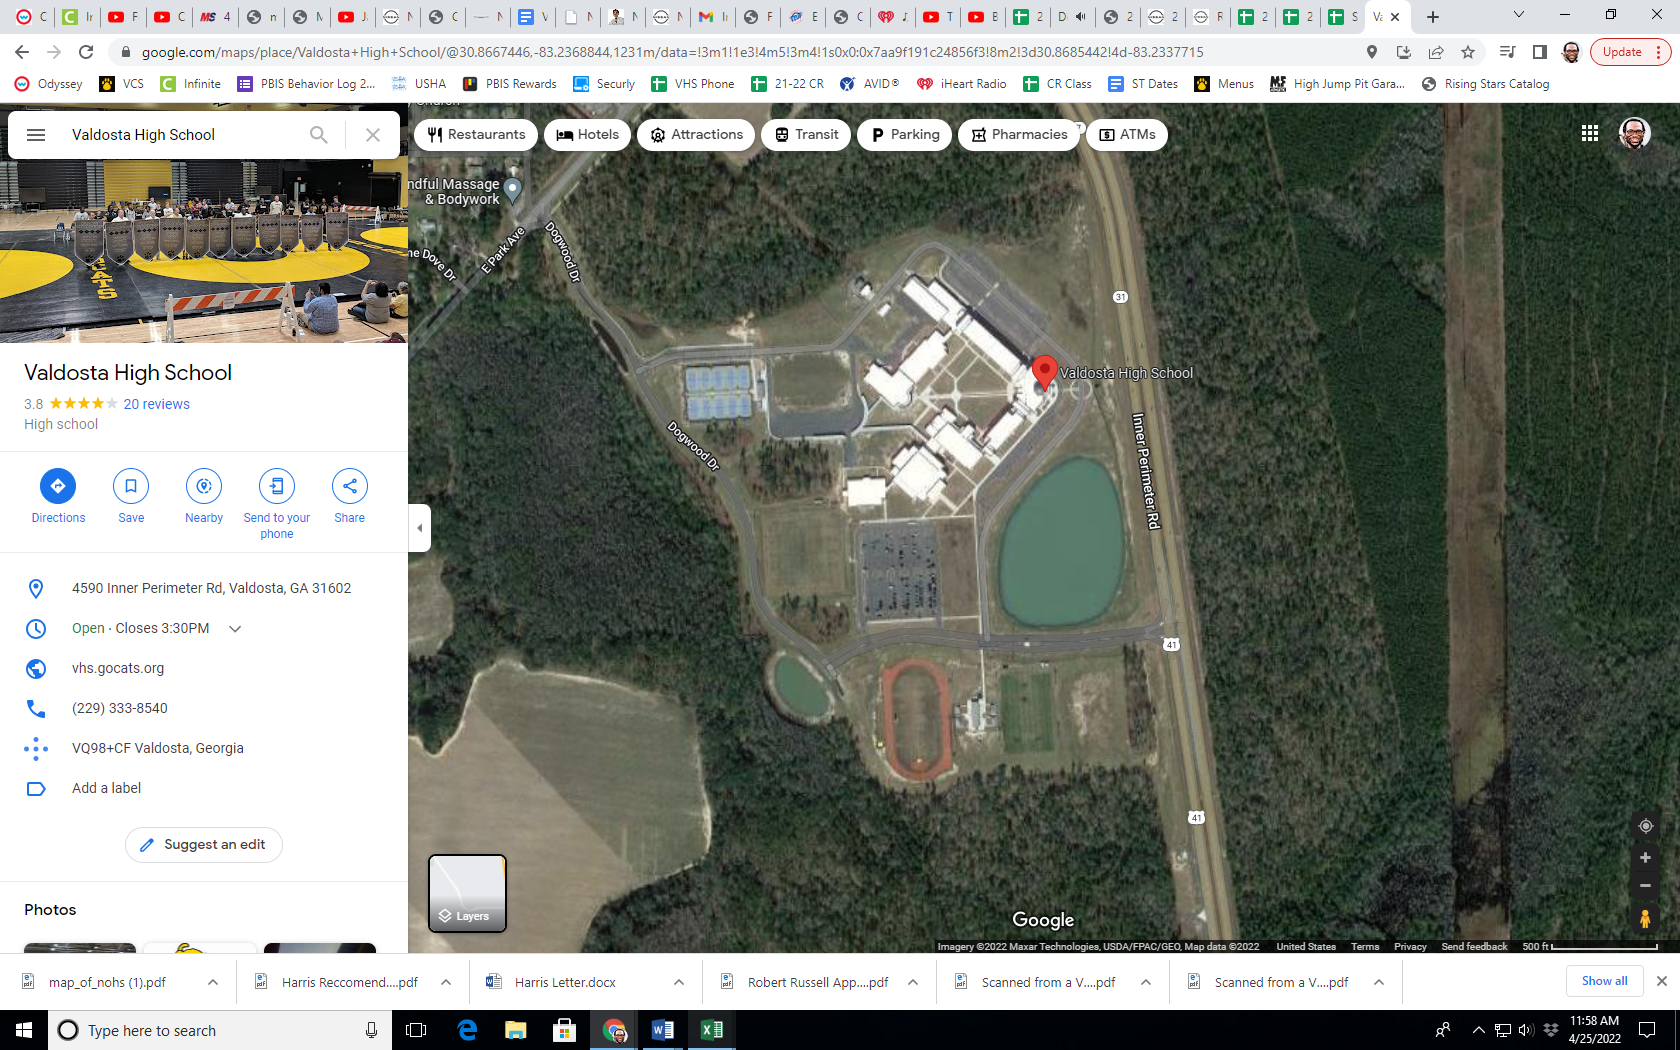 google.com/maps/place/Valdosta+High+School/@30.8667446,-83.2368844,1231m/data=!3m1!1e3!4m5!3m4!1s0x0:0x7aa9f191c24856f3!8m2!3d30.8685442!4d-83.2337715
Update
Odyssey
VCS
Infinite
PBIS Behavior Log 2...
USHA
PBIS Rewards
Securly
VHS Phone
21-22 CR
AVID®
iHeart Radio
CR Class
ST Dates
Menus
High Jump Pit Gara...
Rising Stars Catalog
Valdosta High School
Restaurants
Hotels
Attractions
Transit
Parking
Pharmacies
ATMs
ndful Massage
& Bodywork
E Park Ave
Dogwood Dr
ne Dove Dr
31
Valdosta High School
Inner Perimeter Rd
Dogwood Dr
41
41
CATS
Valdosta High School
3.8
20 reviews
High school
Directions
Save
Nearby
Send to your
phone
Share
4590 Inner Perimeter Rd, Valdosta, GA 31602
Open · Closes 3:30PM
vhs.gocats.org
(229) 333-8540
VQ98+CF Valdosta, Georgia
Add a label
Suggest an edit
Photos
Layers
Google
Imagery ©2022 Maxar Technologies, USDA/FPAC/GEO, Map data ©2022
United States
Terms
Privacy
Send feedback
500 ft
map_of_nohs (1).pdf
Harris Reccomend....pdf
Harris Letter.docx
Robert Russell App....pdf
Scanned from a V....pdf
Scanned from a V....pdf
Show all
Type here to search
11:58 AM
4/25/2022